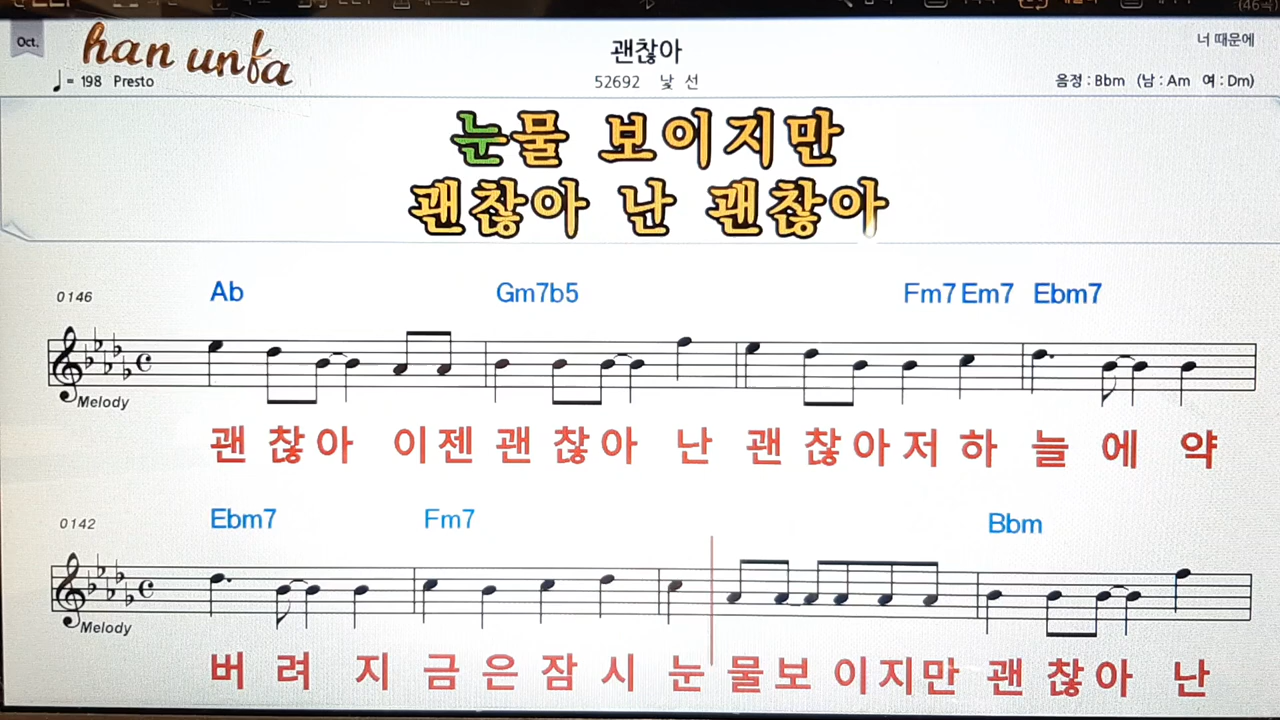 (46곡)
Oct.
han unfa
괜찮아
너 때문에
♩= 198 Presto
52692 낯 선
음정 : Bbm (남 : Am 여 : Dm)
눈물 보이지만
괜찮아 난 괜찮아
0146 Ab Gm7b5 Fm7 Em7 Ebm7
Melody
괜 찮 아 이 젠 괜 찮 아 난 괜 찮 아 저 하 늘 에 약
0142 Ebm7 Fm7 Bbm
Melody
버 려 지 금 은 잠 시 눈 물 보 이 지 만 괜 찮 아 난